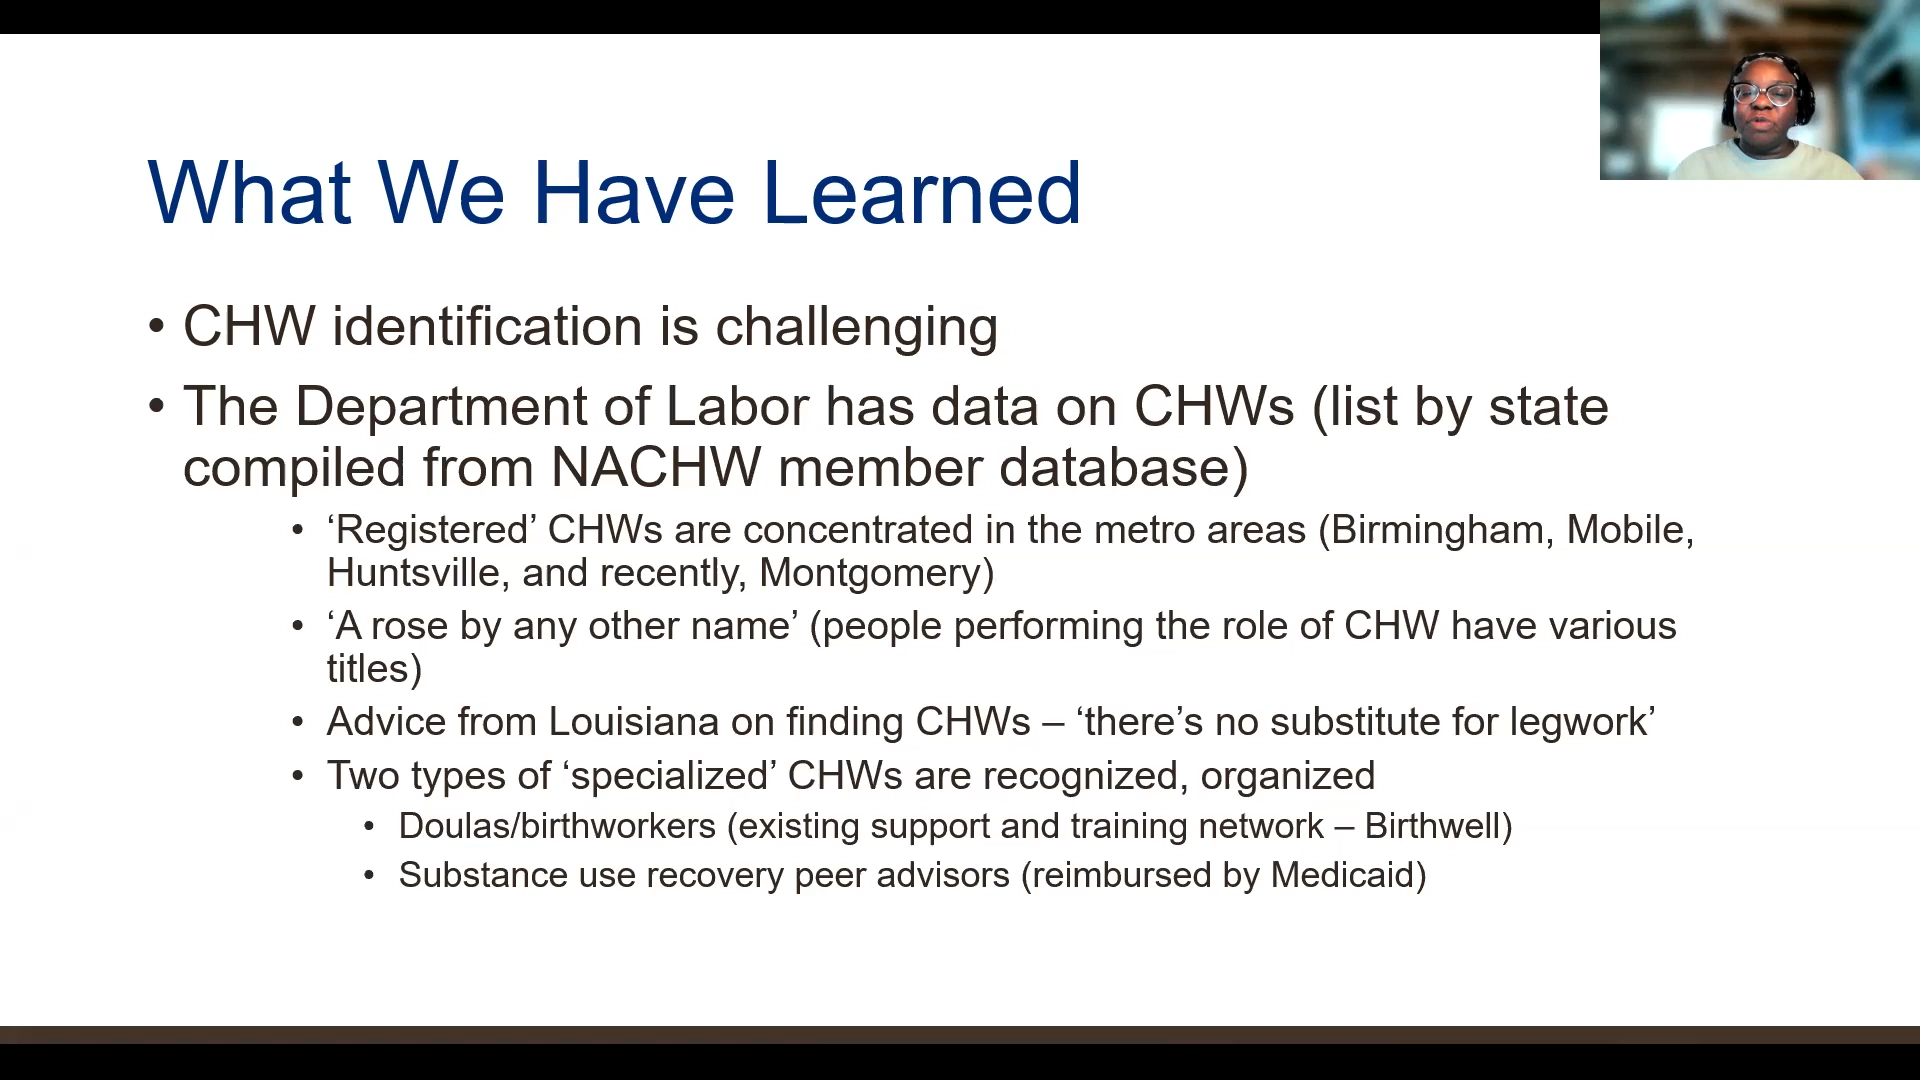 What We Have Learned
• CHW identification is challenging
• The Department of Labor has data on CHWs (list by state
compiled from NACHW member database)
• ‘Registered’ CHWs are concentrated in the metro areas (Birmingham, Mobile,
Huntsville, and recently, Montgomery)
• ‘A rose by any other name’ (people performing the role of CHW have various
titles)
• Advice from Louisiana on finding CHWs – ‘there’s no substitute for legwork’
• Two types of ‘specialized’ CHWs are recognized, organized
• Doulas/birthworkers (existing support and training network – Birthwell)
• Substance use recovery peer advisors (reimbursed by Medicaid)